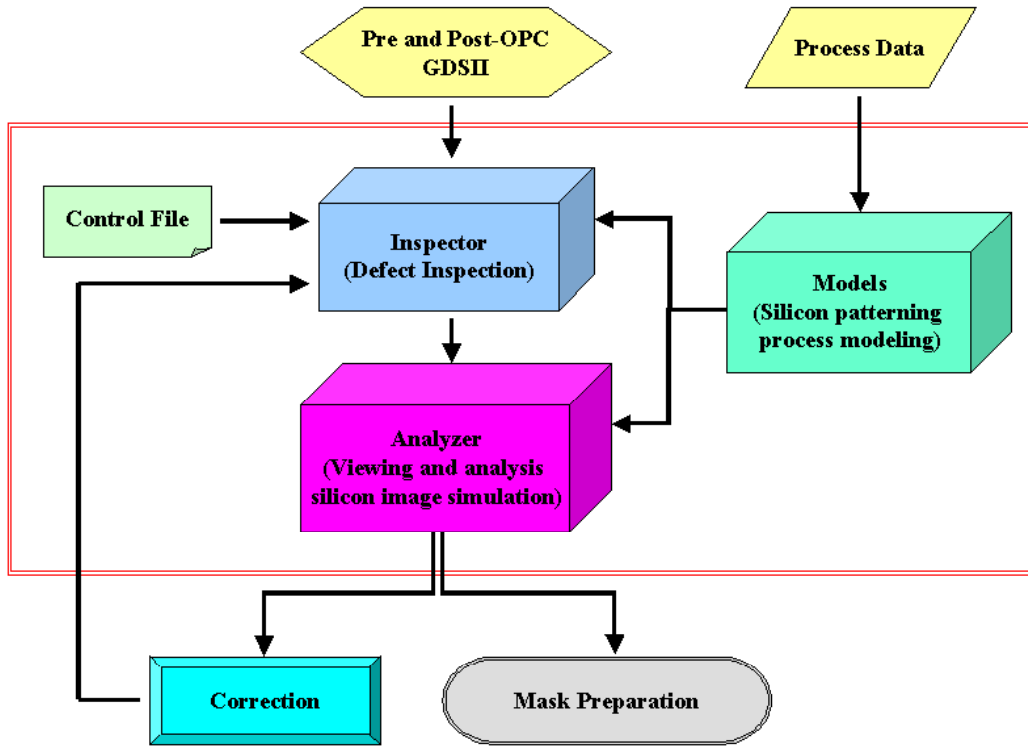 Pre and Post-OPC
GDSII
Process Data
Control File
Inspector
(Defect Inspection)
Models
(Silicon patterning
process modeling)
Analyzer
(Viewing and analysis
silicon image simulation)
Correction
Mask Preparation